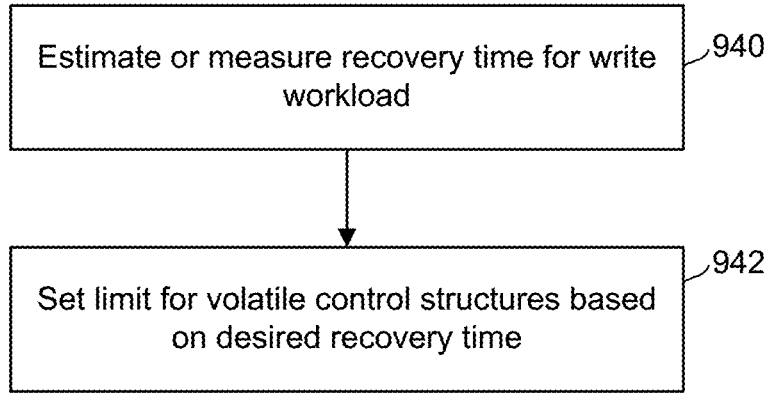 Estimate or measure recovery time for write
workload
940
Set limit for volatile control structures based
on desired recovery time
942